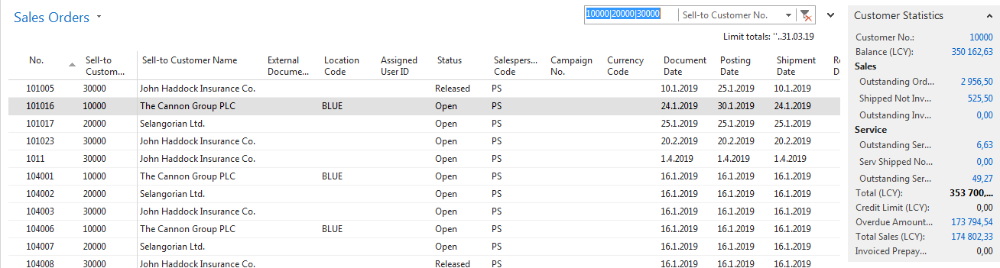 Sales Orders
10000|20000|30000 Sell-to Customer No.
Limit totals: ''..31.03.19
No. Sell-to Custom... Sell-to Customer Name External Docume... Location Code Assigned User ID Status Salespers... Code Campaign No. Currency Code Document Date Posting Date Shipment Date
101005 30000 John Haddock Insurance Co. Released PS 10.1.2019 25.1.2019 10.1.2019
101016 10000 The Cannon Group PLC BLUE Open PS 24.1.2019 30.1.2019 24.1.2019
101017 20000 Selangorian Ltd. Open PS 25.1.2019 25.1.2019 25.1.2019
101023 30000 John Haddock Insurance Co. Open PS 20.2.2019 20.2.2019 20.2.2019
1011 30000 John Haddock Insurance Co. Open PS 1.4.2019 1.4.2019 1.4.2019
104001 10000 The Cannon Group PLC BLUE Open PS 16.1.2019 16.1.2019 16.1.2019
104002 20000 Selangorian Ltd. Open PS 16.1.2019 16.1.2019 16.1.2019
104003 30000 John Haddock Insurance Co. Open PS 16.1.2019 16.1.2019 16.1.2019
104006 10000 The Cannon Group PLC BLUE Open PS 16.1.2019 16.1.2019 16.1.2019
104007 20000 Selangorian Ltd. Open PS 16.1.2019 16.1.2019 16.1.2019
104008 30000 John Haddock Insurance Co. Released PS 16.1.2019 16.1.2019 16.1.2019
Customer Statistics
Customer No.: 10000
Balance (LCY): 350 162,63
Sales
Outstanding Ord... 2 956,50
Shipped Not Inv... 525,50
Outstanding Inv... 0,00
Service
Outstanding Ser... 6,63
Serv Shipped No... 0,00
Outstanding Ser... 49,27
Total (LCY): 353 700,...
Credit Limit (LCY): 0,00
Overdue Amount... 173 794,54
Total Sales (LCY): 174 802,33
Invoiced Prepay... 0,00